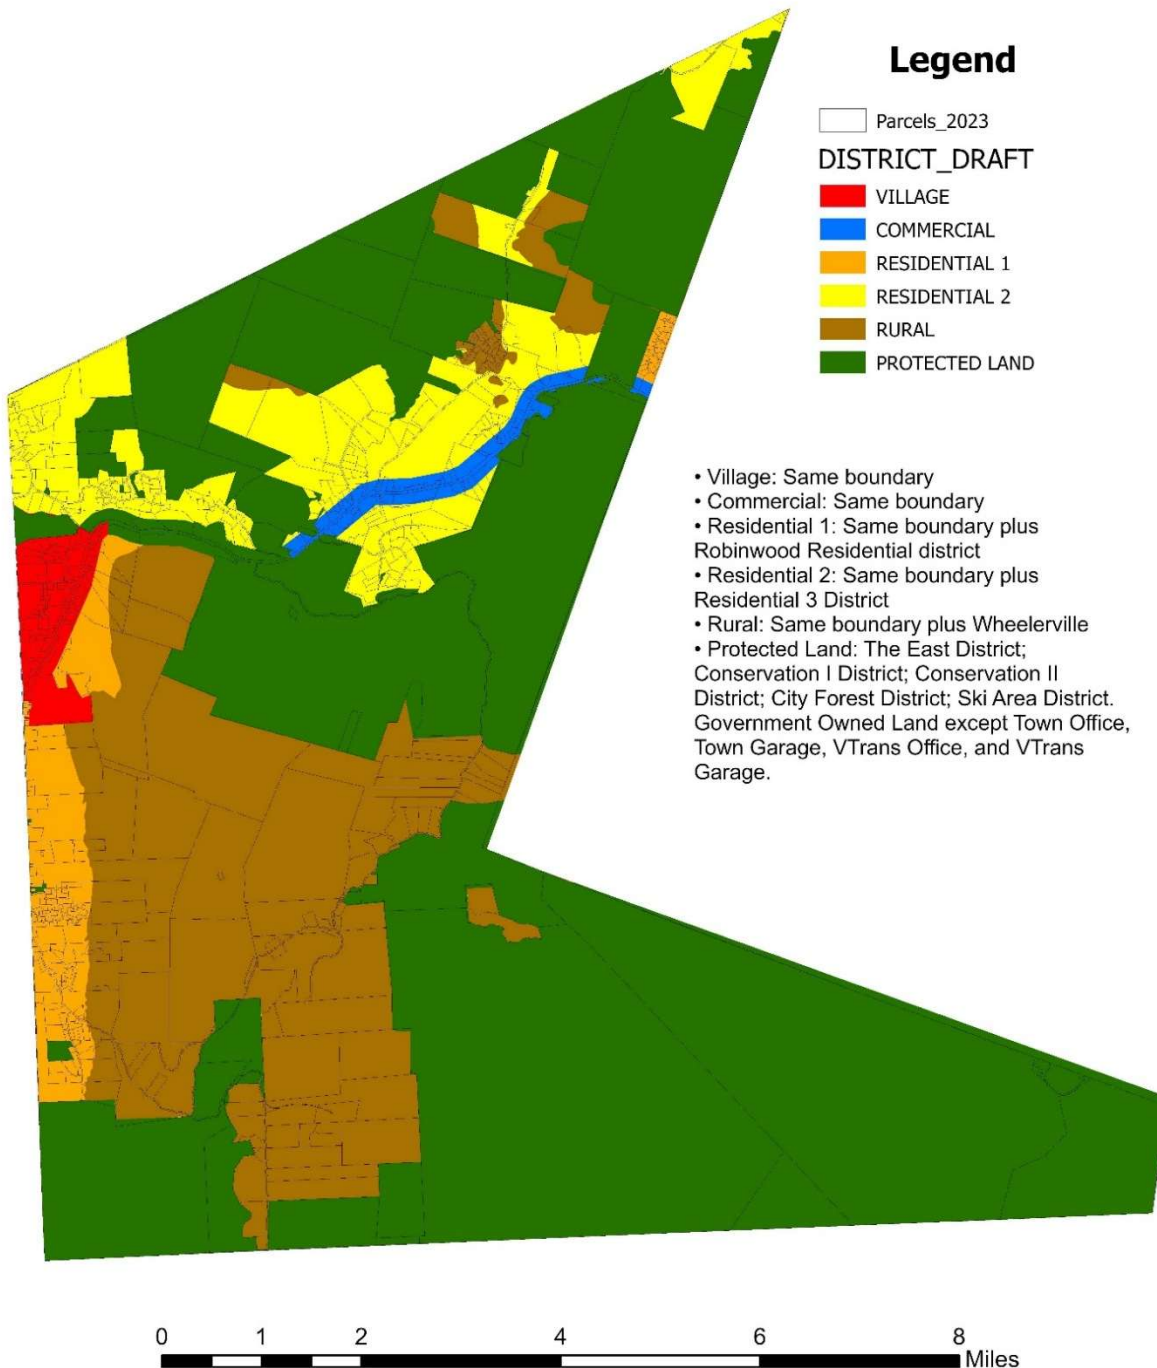 Legend
Parcels_2023
DISTRICT_DRAFT
VILLAGE
COMMERCIAL
RESIDENTIAL 1
RESIDENTIAL 2
RURAL
PROTECTED LAND
• Village: Same boundary
• Commercial: Same boundary
• Residential 1: Same boundary plus
Robinwood Residential district
• Residential 2: Same boundary plus
Residential 3 District
• Rural: Same boundary plus Wheelerville
• Protected Land: The East District;
Conservation I District; Conservation II
District; City Forest District; Ski Area District.
Government Owned Land except Town Office,
Town Garage, VTrans Office, and VTrans
Garage.
0 1 2 4 6 8
Miles